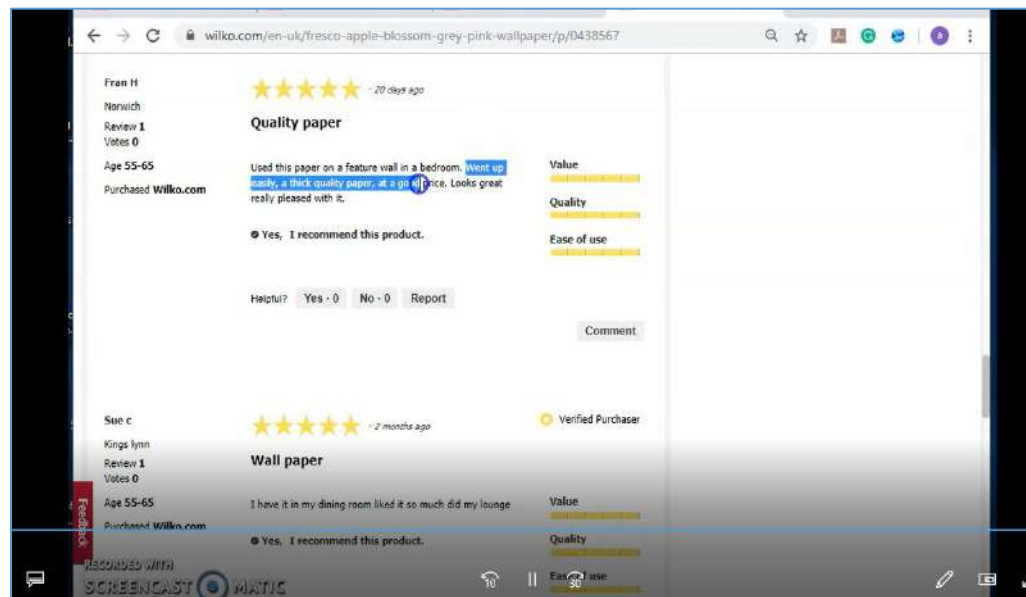 wilko.com/en-uk/fresco-apple-blossom-grey-pink-wallpaper/p/0438567
Fran H
Norwich
Review 1
Votes 0
Age 55-65
Purchased Wilko.com
· 20 days ago
Quality paper
Used this paper on a feature wall in a bedroom. Went up
easily, a thick quality paper, at a good price. Looks great
really pleased with it.
Yes, I recommend this product.
Value
Quality
Ease of use
Helpful? Yes · 0 No · 0 Report
Comment
Sue c
Kings lynn
Review 1
Votes 0
Age 55-65
Purchased Wilko.com
· 2 months ago
Verified Purchaser
Wall paper
I have it in my dining room liked it so much did my lounge
Yes, I recommend this product.
Value
Quality
Ease of use
Feedback
RECORDED WITH
SCREENCAST MATIC
10
30